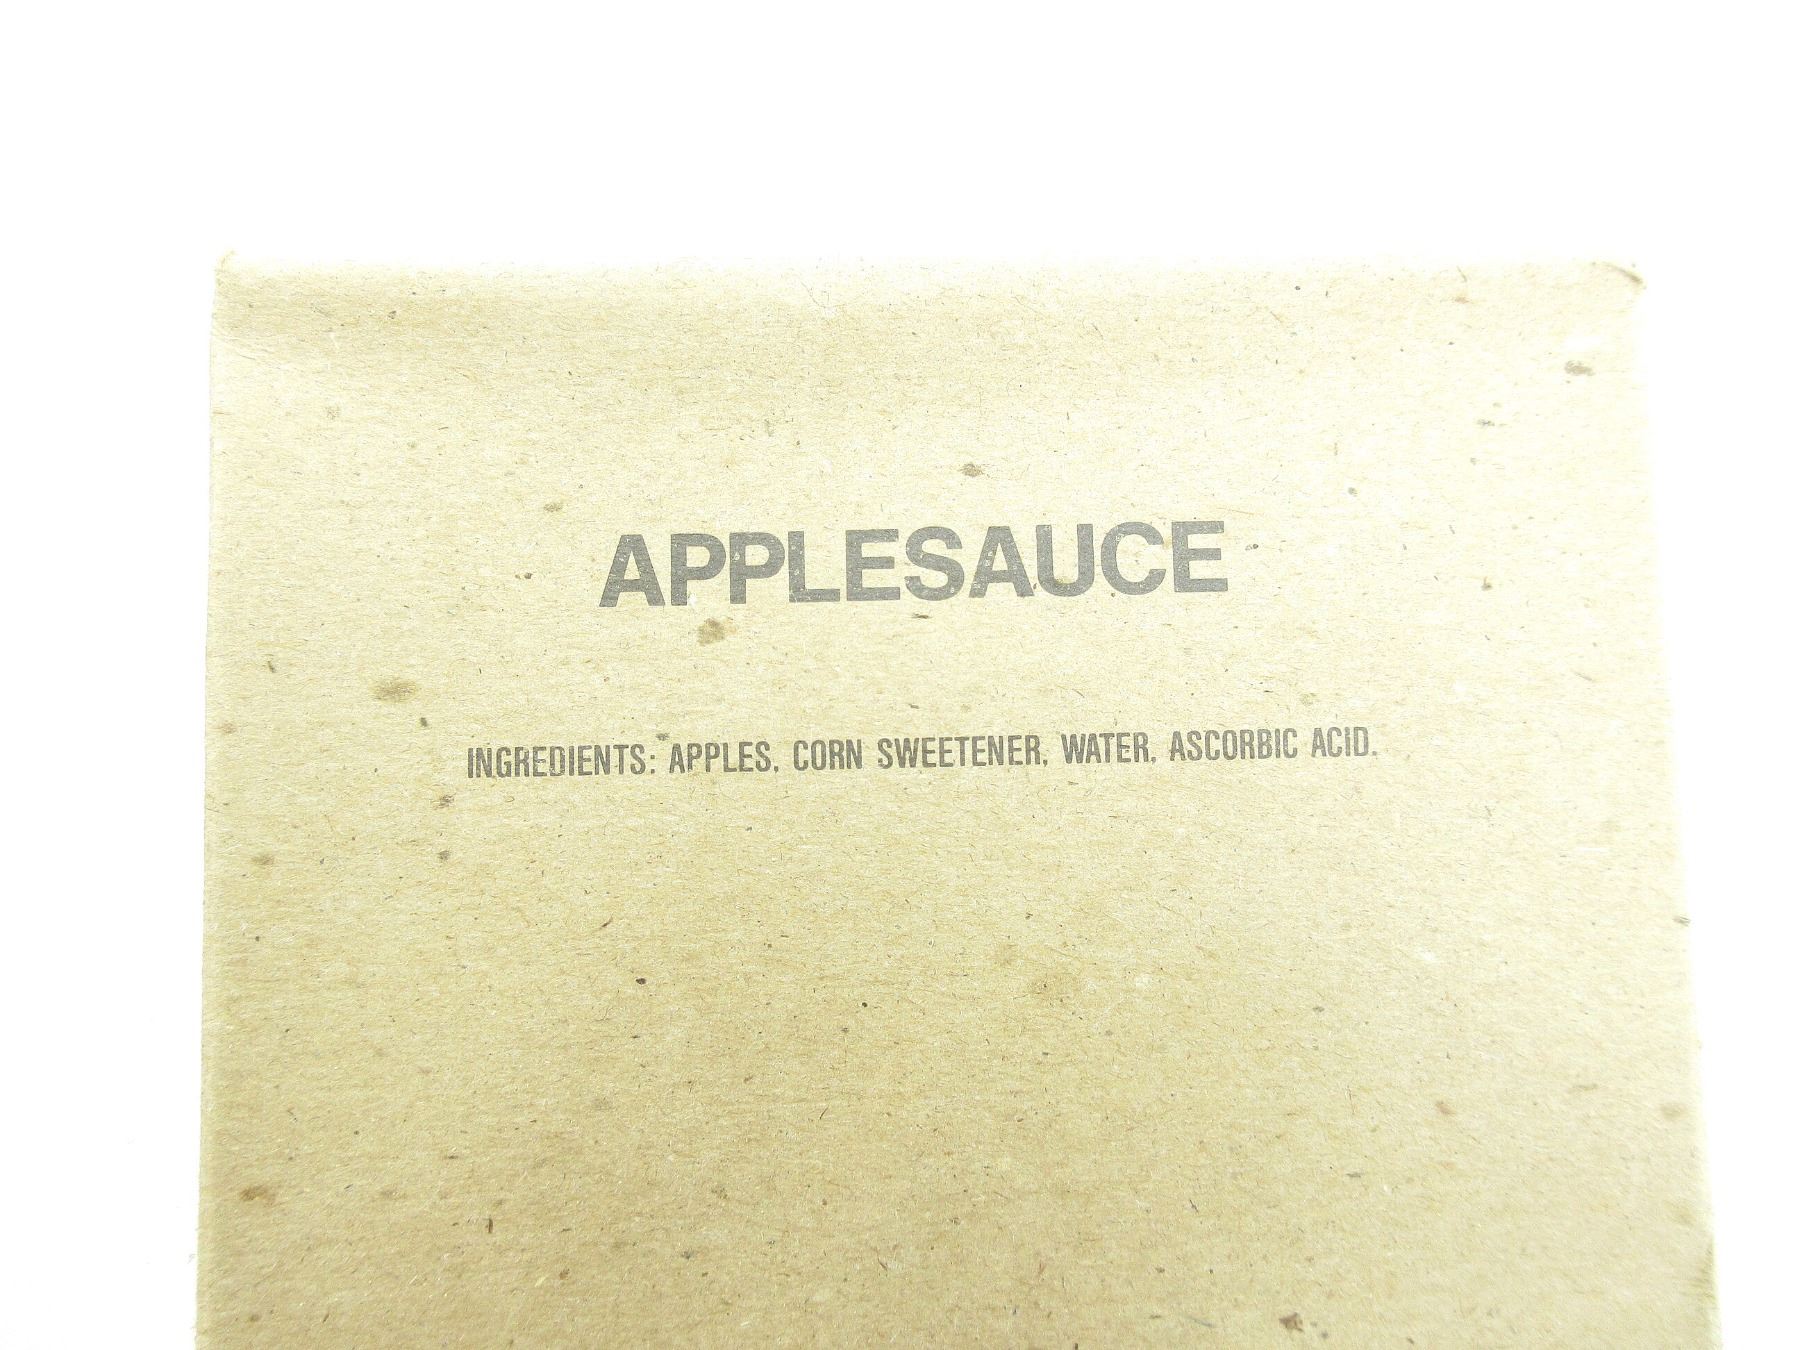 APPLESAUCE
INGREDIENTS: APPLES, CORN SWEETENER, WATER, ASCORBIC ACID.